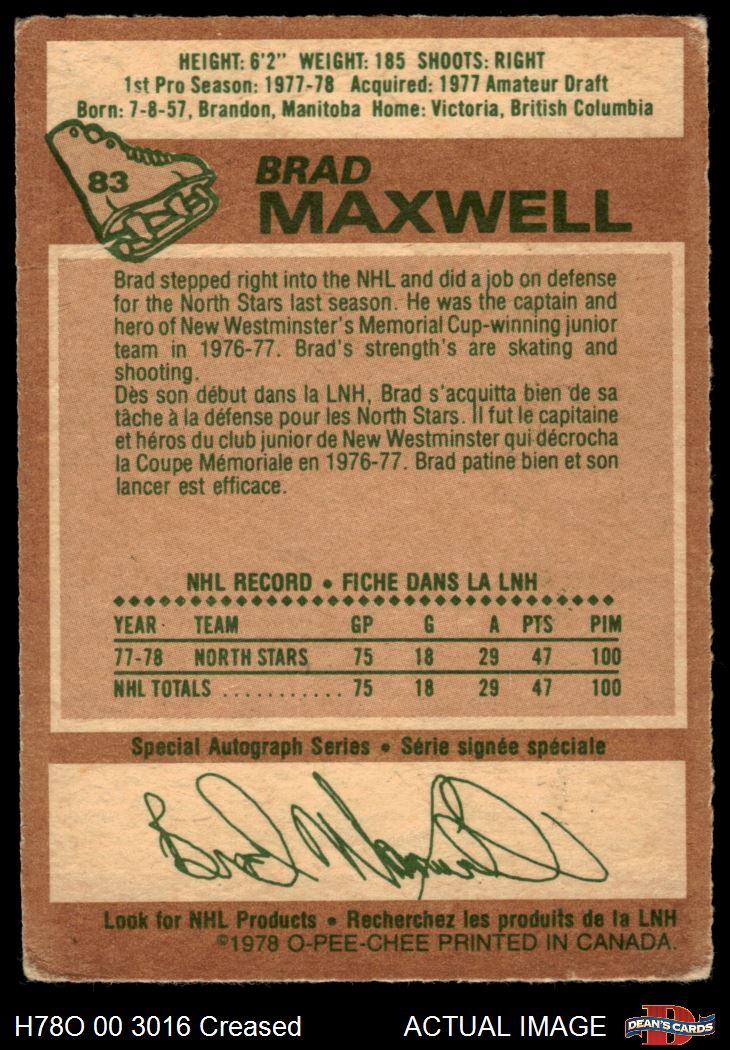 HEIGHT: 6'2" WEIGHT: 185 SHOOTS: RIGHT
1st Pro Season: 1977-78 Acquired: 1977 Amateur Draft
Born: 7-8-57, Brandon, Manitoba Home: Victoria, British Columbia
83
BRAD
MAXWELL
Brad stepped right into the NHL and did a job on defense
for the North Stars last season. He was the captain and
hero of New Westminster's Memorial Cup-winning junior
team in 1976-77. Brad's strength's are skating and
shooting.
Dès son début dans la LNH, Brad s'acquitta bien de sa
tâche à la défense pour les North Stars. Il fut le capitaine
et héros du club junior de New Westminster qui décrocha
la Coupe Mémoriale en 1976-77. Brad patine bien et son
lancer est efficace.
NHL RECORD • FICHE DANS LA LNH
YEAR TEAM GP G A PTS PIM
77-78 NORTH STARS 75 18 29 47 100
NHL TOTALS ........... 75 18 29 47 100
Special Autograph Series • Série signée spéciale
Brad Maxwell
Look for NHL Products • Recherchez les produits de la LNH
©1978 O-PEE-CHEE PRINTED IN CANADA.
H78O 00 3016 Creased ACTUAL IMAGE
D
DEAN'S CARDS